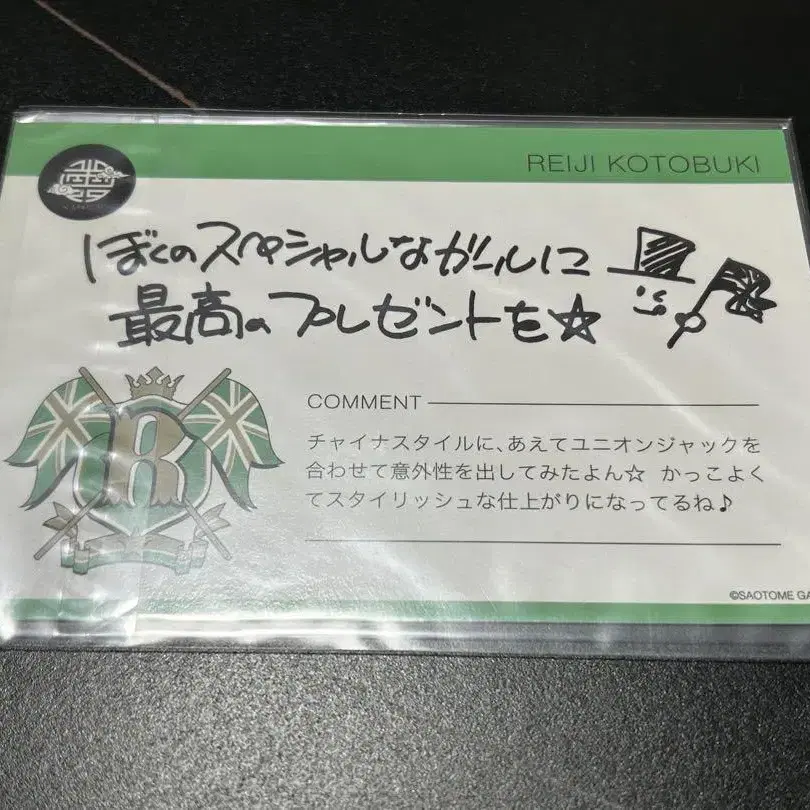 REIJI KOTOBUKI
ぼくのスペシャルなガールに
最高のプレゼントを☆
R
COMMENT
チャイナスタイルに、あえてユニオンジャックを
合わせて意外性を出してみたよん☆ かっこよく
てスタイリッシュな仕上がりになってるね♪
©SAOTOME GA